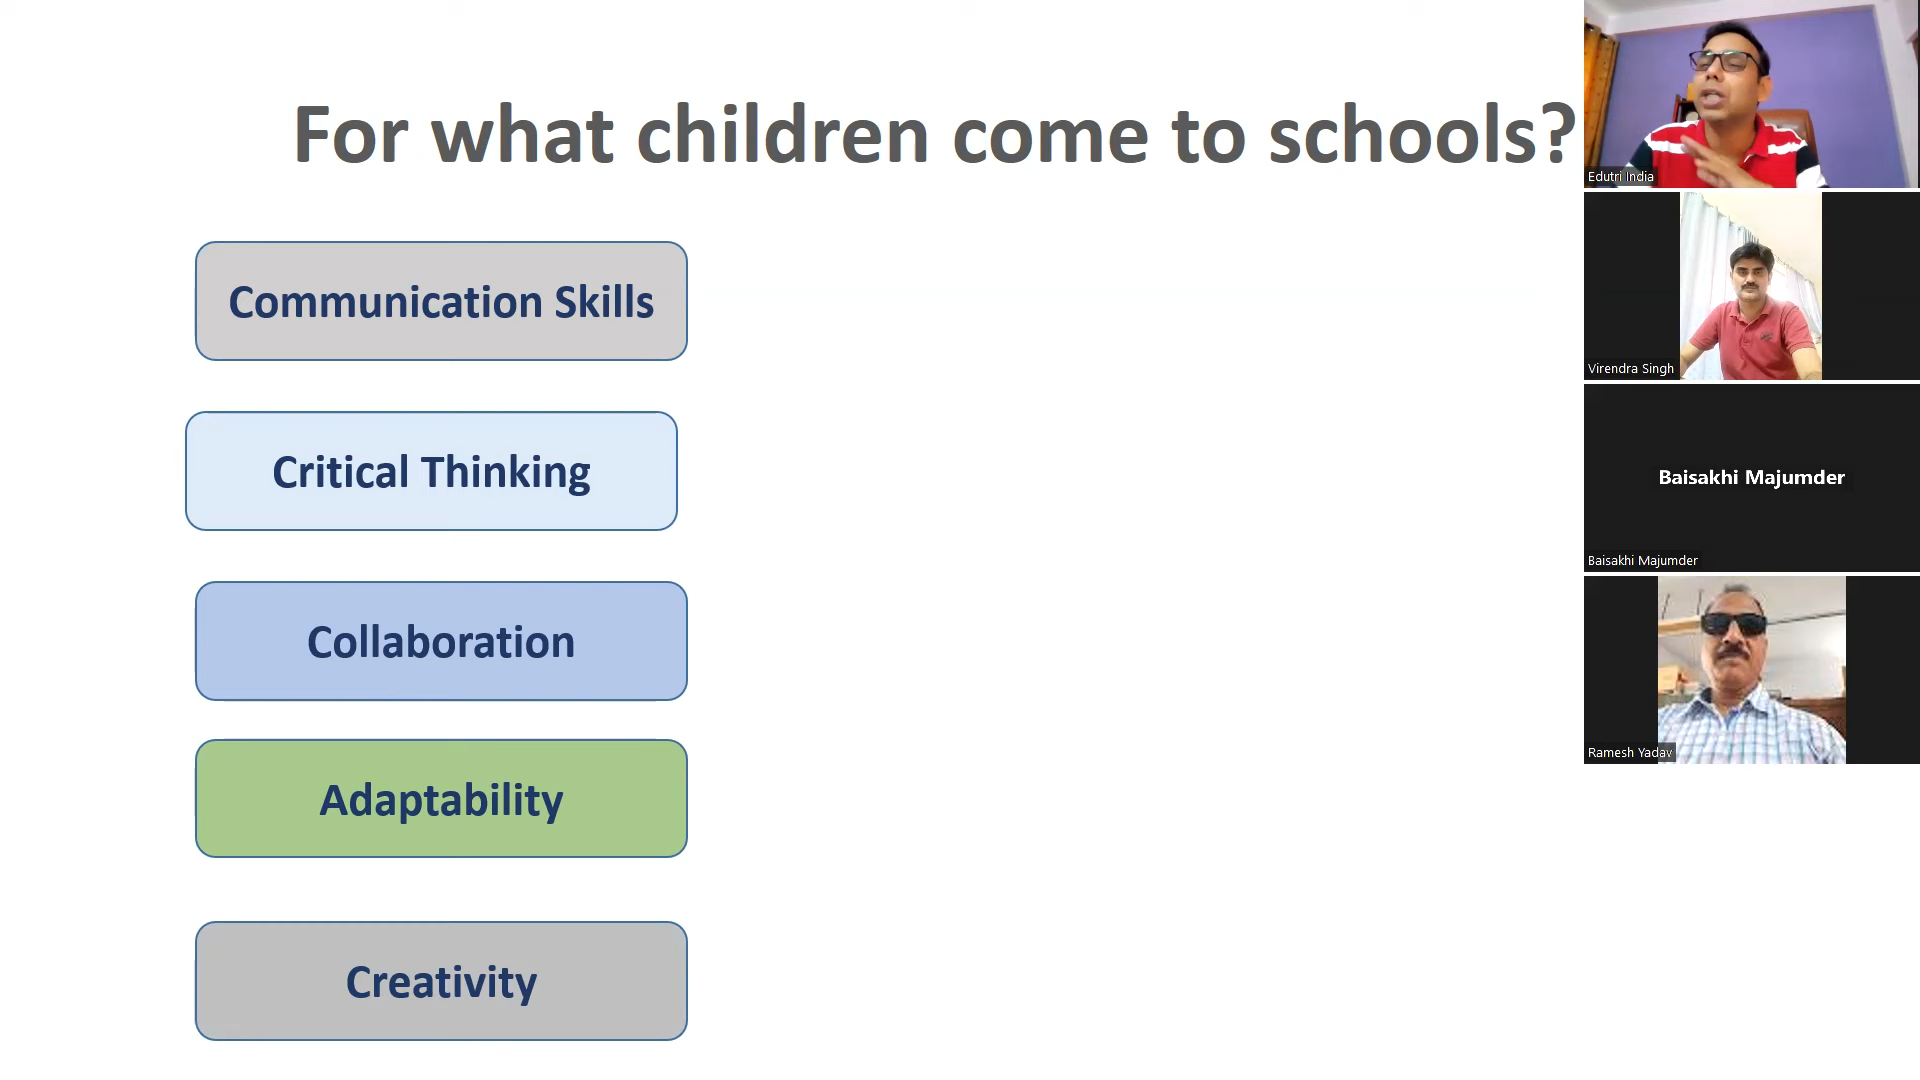 For what children come to schools?
Communication Skills
Critical Thinking
Collaboration
Adaptability
Creativity
Edutri India
Virendra Singh
Baisakhi Majumder
Baisakhi Majumder
Ramesh Yadav